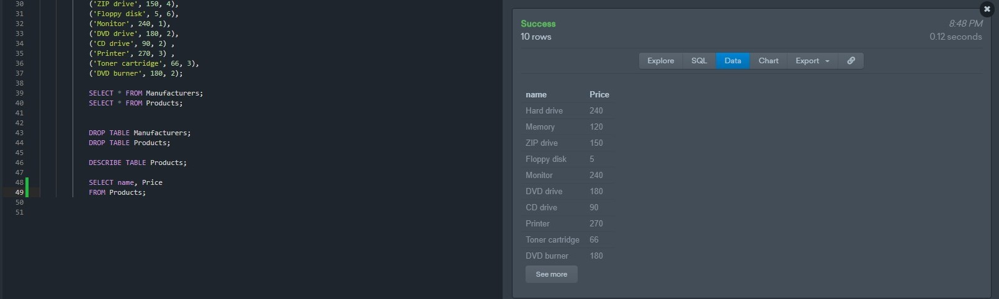 30 ('ZIP drive', 150, 4),
31 ('Floppy disk', 5, 6),
32 ('Monitor', 240, 1),
33 ('DVD drive', 180, 2),
34 ('CD drive', 90, 2) ,
35 ('Printer', 270, 3) ,
36 ('Toner cartridge', 66, 3),
37 ('DVD burner', 180, 2);
38
39 SELECT * FROM Manufacturers;
40 SELECT * FROM Products;
41
42
43 DROP TABLE Manufacturers;
44 DROP TABLE Products;
45
46 DESCRIBE TABLE Products;
47
48 SELECT name, Price
49 FROM Products;
50
51
Success 8:48 PM
10 rows 0.12 seconds
Explore SQL Data Chart Export
name Price
Hard drive 240
Memory 120
ZIP drive 150
Floppy disk 5
Monitor 240
DVD drive 180
CD drive 90
Printer 270
Toner cartridge 66
DVD burner 180
See more